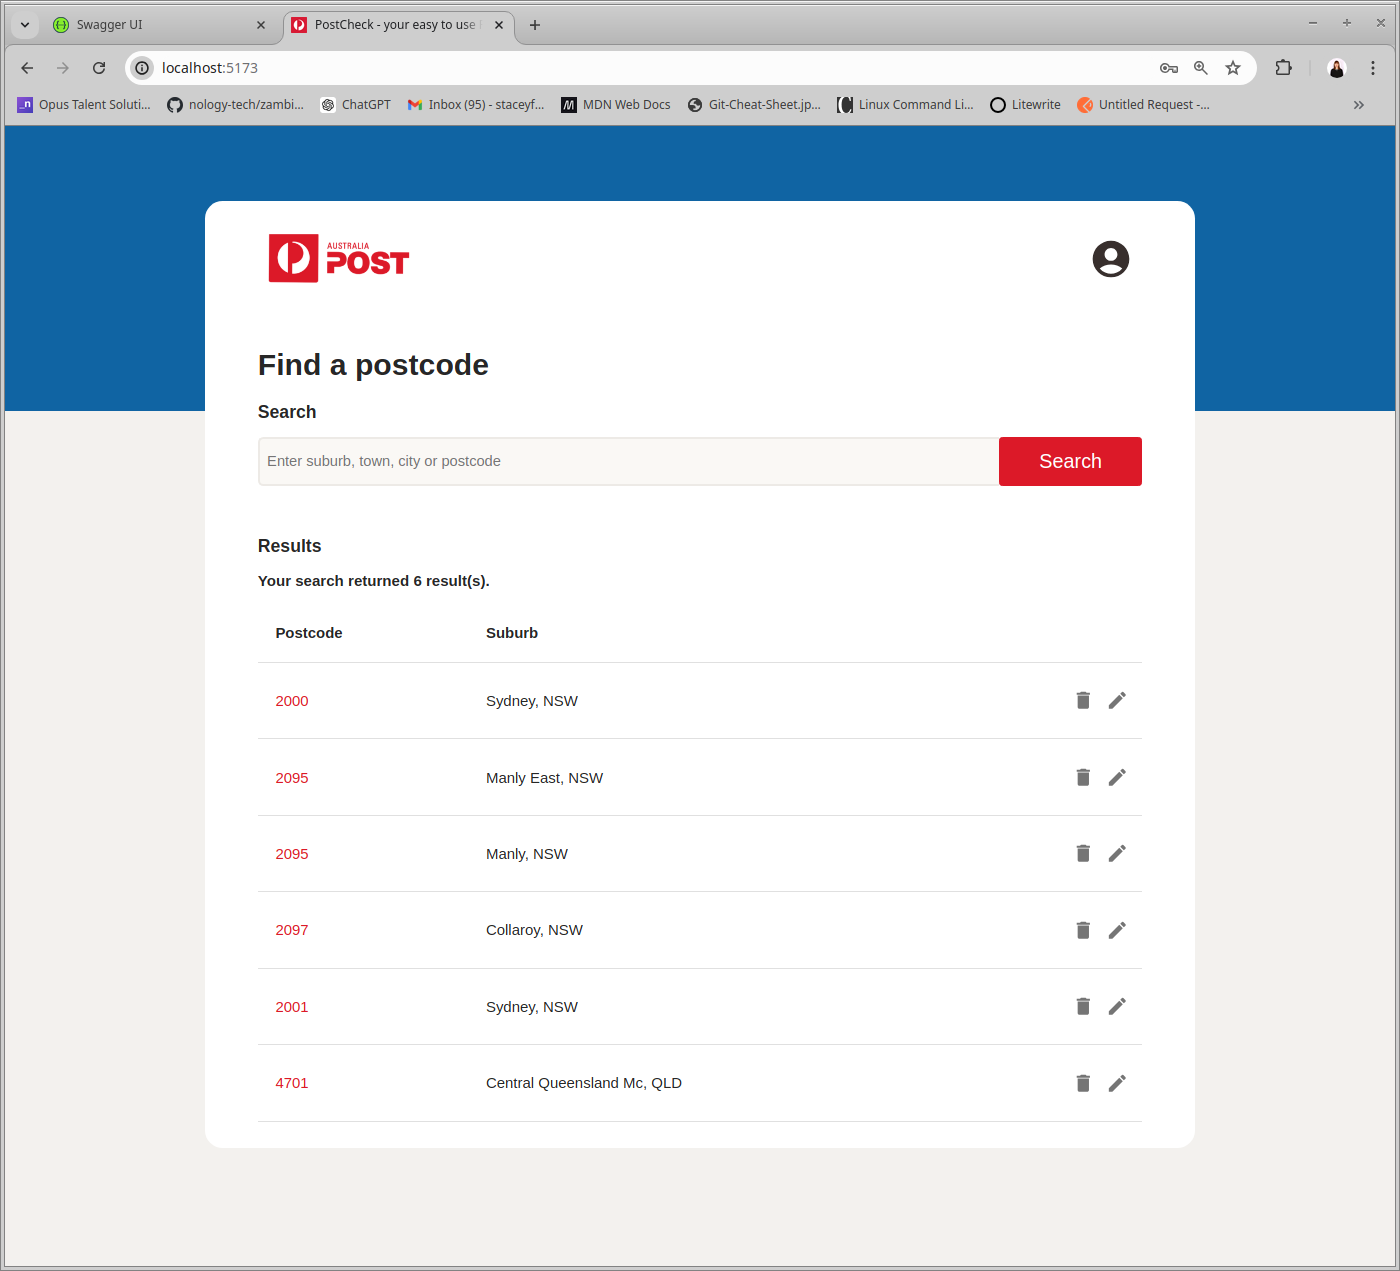 Swagger UI
PostCheck - your easy to use
localhost:5173
Opus Talent Soluti...
nology-tech/zambi...
ChatGPT
Inbox (95) - staceyf...
MDN Web Docs
Git-Cheat-Sheet.jp...
Linux Command Li...
Litewrite
Untitled Request -...
AUSTRALIA
POST
Find a postcode
Search
Enter suburb, town, city or postcode
Search
Results
Your search returned 6 result(s).
Postcode Suburb
2000 Sydney, NSW
2095 Manly East, NSW
2095 Manly, NSW
2097 Collaroy, NSW
2001 Sydney, NSW
4701 Central Queensland Mc, QLD